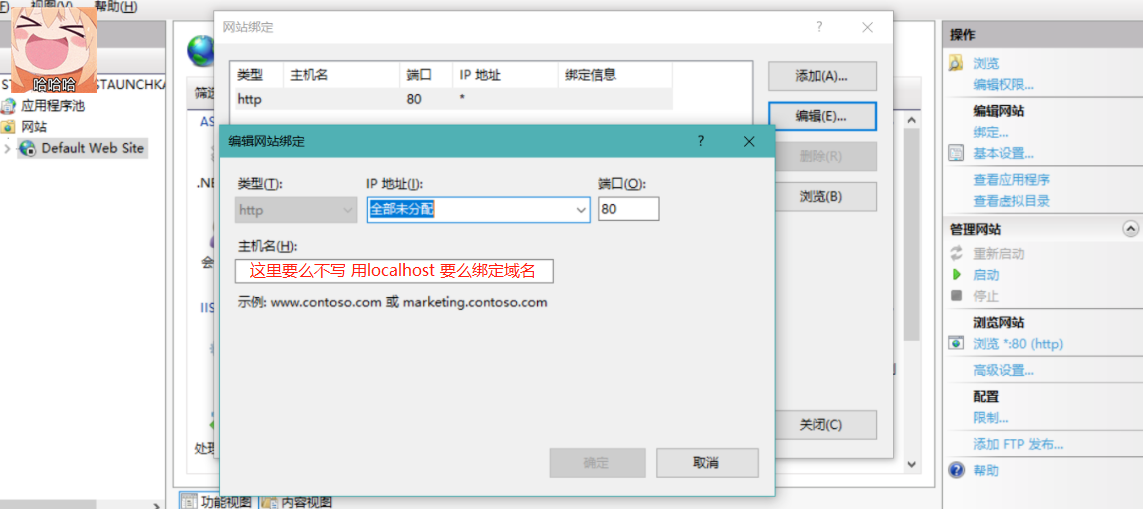 视图(V) 帮助(H)
哈哈哈
STAUNCHKA
应用程序池
网站
Default Web Site
网站绑定
?
类型 主机名 端口 IP 地址 绑定信息
http 80 *
添加(A)...
编辑(E)...
删除(R)
浏览(B)
关闭(C)
编辑网站绑定
?
类型(T): IP 地址(I): 端口(O):
http 全部未分配 80
主机名(H):
这里要么不写 用localhost 要么绑定域名
示例: www.contoso.com 或 marketing.contoso.com
确定 取消
筛选
AS
.NE
会
IIS
处理
功能视图 内容视图
操作
浏览
编辑权限...
编辑网站
绑定...
基本设置...
查看应用程序
查看虚拟目录
管理网站
重新启动
启动
停止
浏览网站
浏览 *:80 (http)
高级设置...
配置
限制...
添加 FTP 发布...
帮助